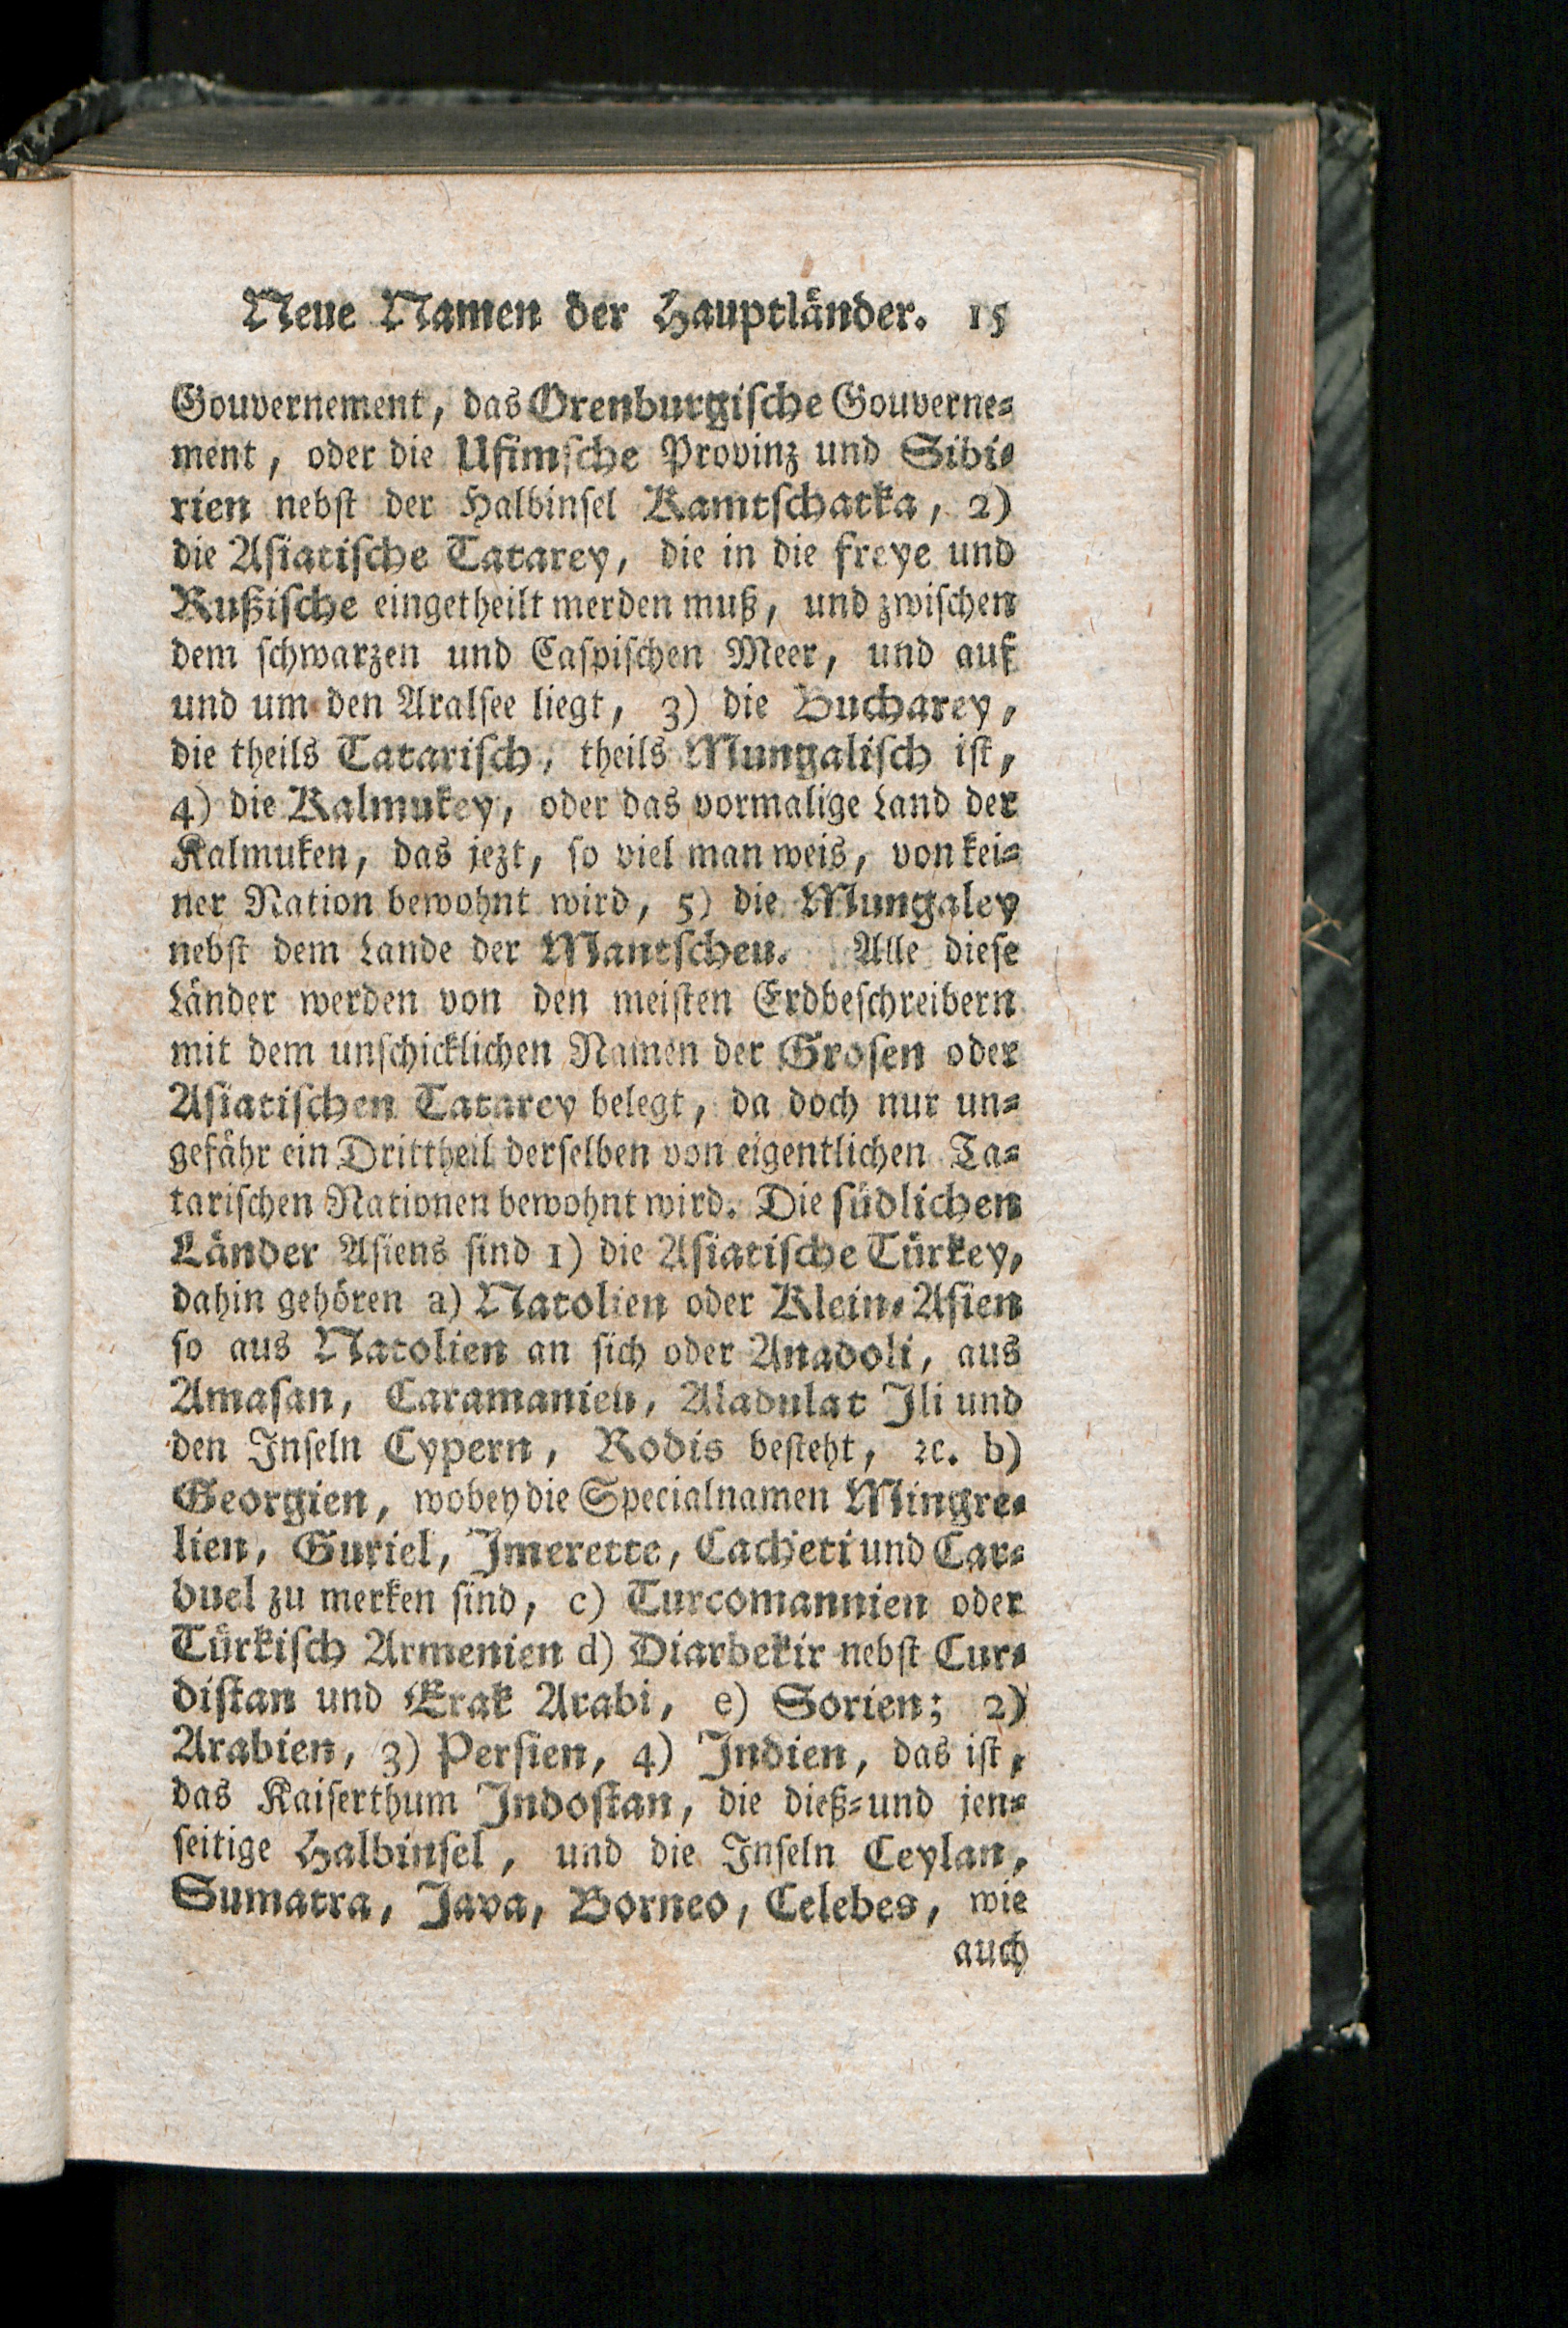 Neue Namen der Hauptländer. 15
Gouvernement, das Orenburgiſche Gouverne⸗
ment, oder die Ufimſche Provinz und Sibi⸗
rien nebſt der Halbinſel Kamtſchatka, 2)
die Aſiatiſche Tatarey, die in die freye und
Rußiſche eingetheilt merden muß, und zwiſchen
dem ſchwarzen und Caſpiſchen Meer, und auf
und um den Aralſee liegt, 3) die Bucharey,
die theils Tatariſch, theils Mungaliſch iſt,
4) die Kalmukey, oder das vormalige Land der
Kalmuken, das jezt, ſo viel man weis, von kei⸗
ner Nation bewohnt wird, 5) die Mungaley
nebſt dem Lande der Mantſcheu. Alle dieſe
Länder werden von den meiſten Erdbeſchreibern
mit dem unſchicklichen Namen der Groſen oder
Aſiatiſchen Tatarey belegt, da doch nur un⸗
gefähr ein Drittheil derſelben von eigentlichen Ta⸗
tariſchen Nationen bewohnt wird. Die ſüdlichen
Länder Aſiens ſind 1) die Aſiatiſche Türkey,
dahin gehören a) Natolien oder Klein⸗Aſien
ſo aus Natolien an ſich oder Anadoli, aus
Amaſan, Caramanien, Aladulat Ili und
den Inſeln Cypern, Rodis beſteht, ꝛc. b)
Georgien, wobey die Specialnamen Mingre⸗
lien, Guriel, Imerette, Cacheti und Car⸗
duel zu merken ſind, c) Turcomannien oder
Türkiſch Armenien d) Diarbekir nebſt Cur⸗
diſtan und Erak Arabi, e) Sorien; 2)
Arabien, 3) Perſien, 4) Indien, das iſt,
das Kaiſerthum Indoſtan, die dieß⸗und jen⸗
ſeitige Halbinſel, und die Inſeln Ceylan,
Sumatra, Java, Borneo, Celebes, wie
auch